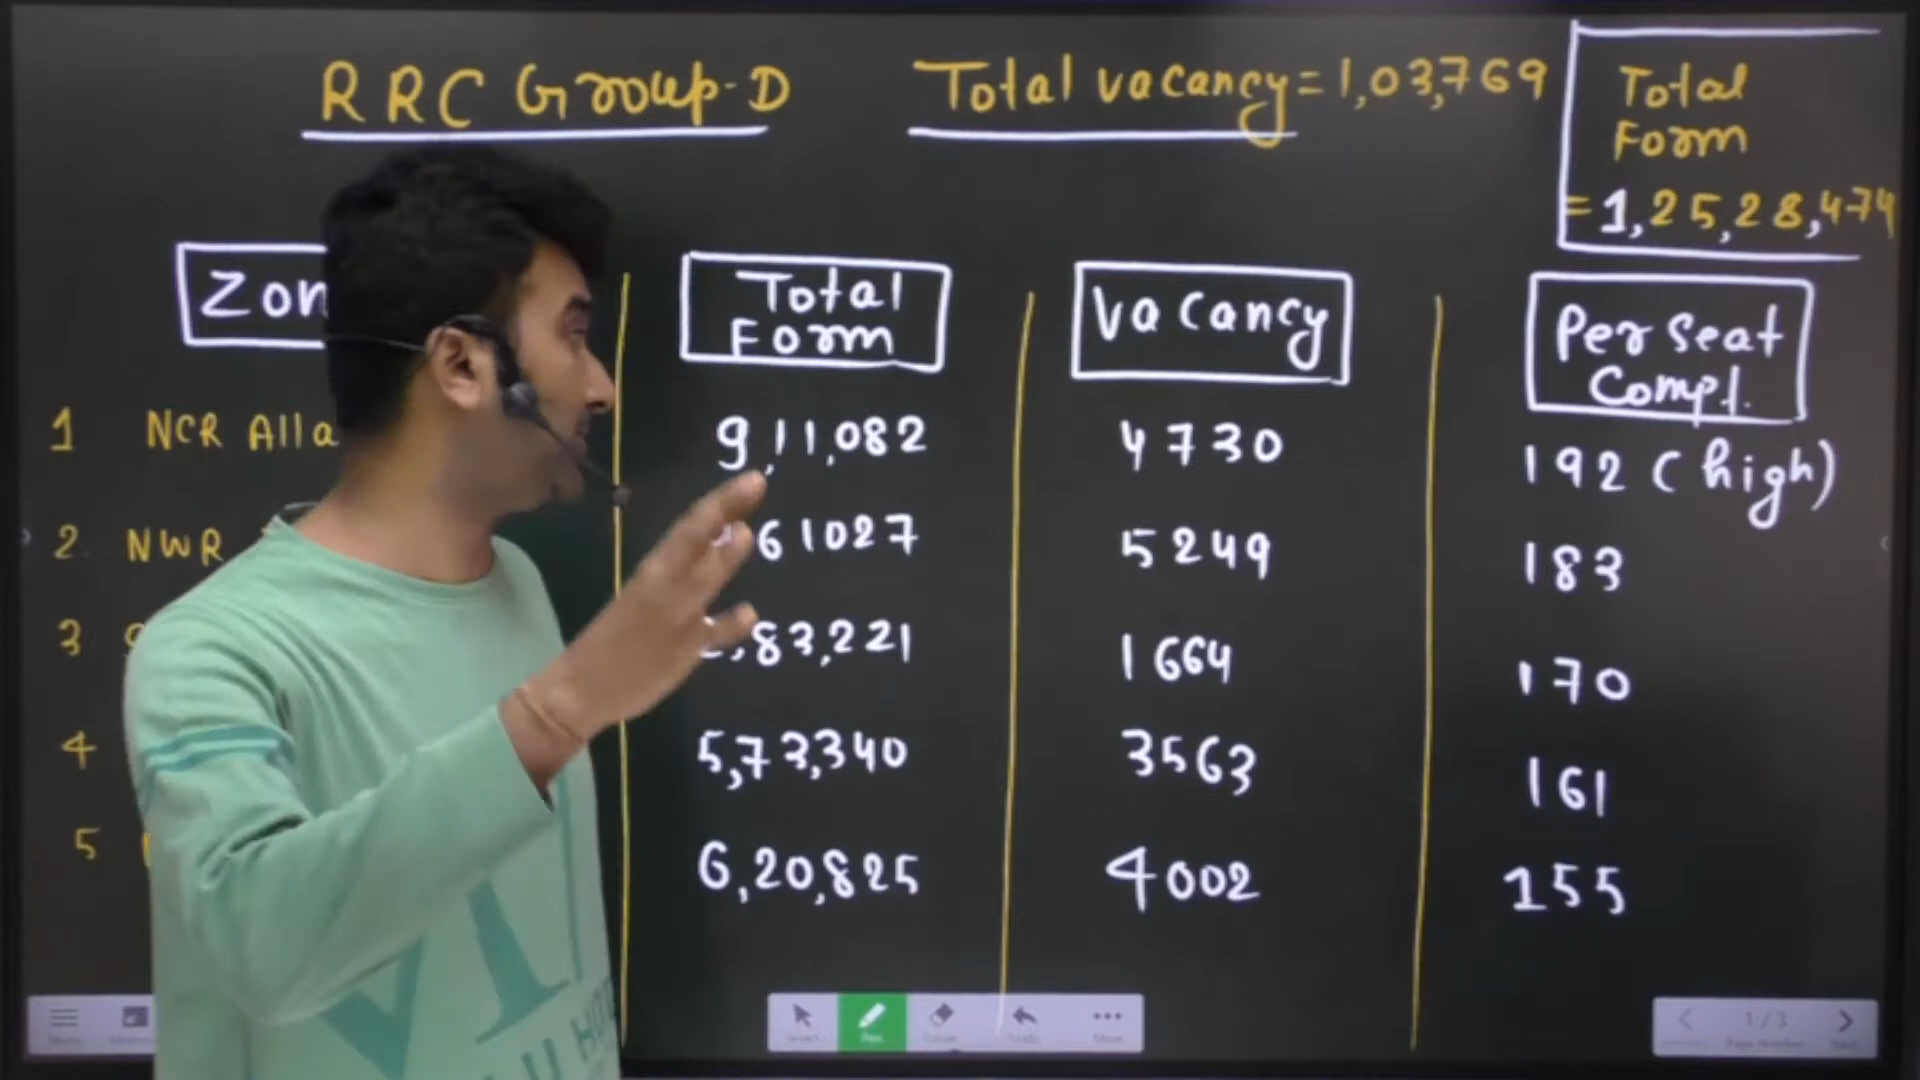 RRC Group-D
Total vacancy = 1,03,769
Total
Form
= 1,25,28,474
Total
Form
Vacancy
Per Seat
Compt.
1 NCR
9,11,082
4730
192 (high)
2. NWR
61027
5249
183
3
83,221
1664
170
4
5,73,340
3563
161
5
6,20,825
4002
155
1/3